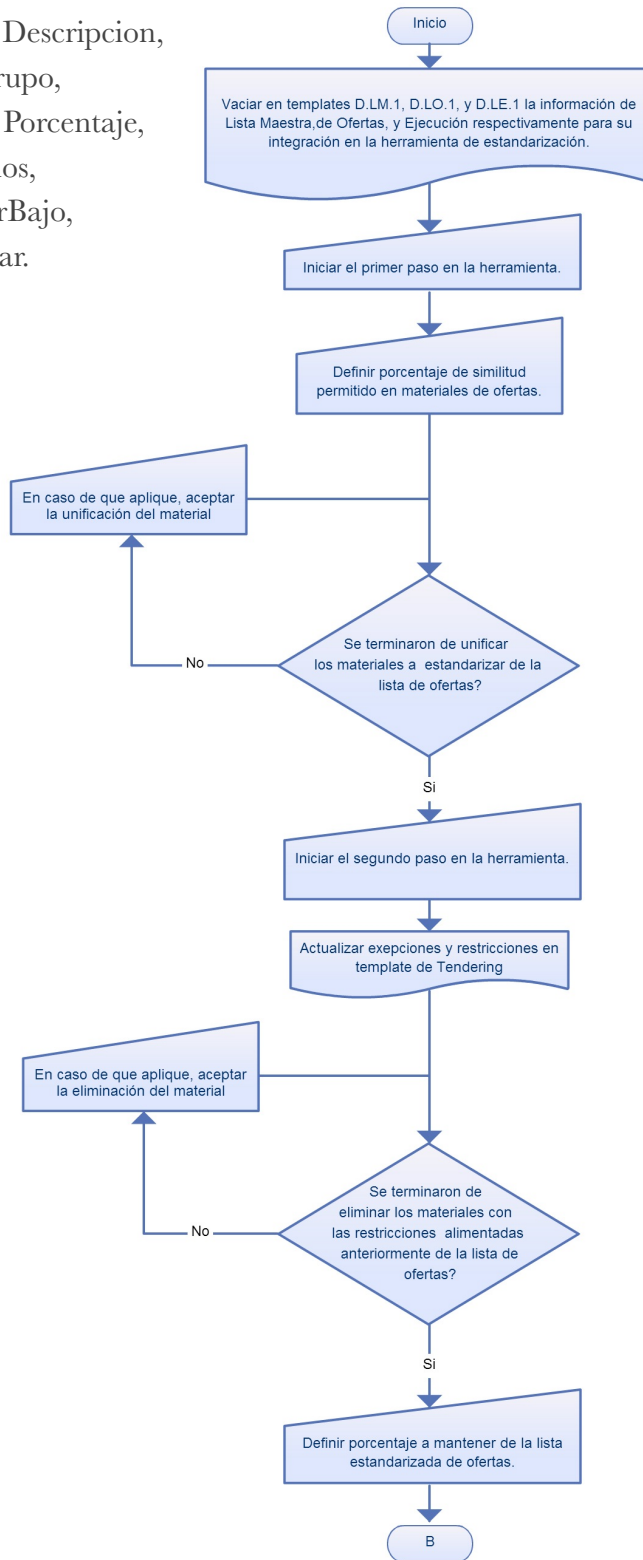 Descripcion,
Porcentaje,
Inicio
Vaciar en templates D.LM.1, D.LO.1, y D.LE.1 la información de
Lista Maestra,de Ofertas, y Ejecución respectivamente para su
integración en la herramienta de estandarización.
Iniciar el primer paso en la herramienta.
Definir porcentaje de similitud
permitido en materiales de ofertas.
En caso de que aplique, aceptar
la unificación del material
Se terminaron de unificar
los materiales a estandarizar de la
lista de ofertas?
No
Si
Iniciar el segundo paso en la herramienta.
Actualizar exepciones y restricciones en
template de Tendering
En caso de que aplique, aceptar
la eliminación del material
Se terminaron de
eliminar los materiales con
las restricciones alimentadas
anteriormente de la lista de
ofertas?
No
Si
Definir porcentaje a mantener de la lista
estandarizada de ofertas.
B